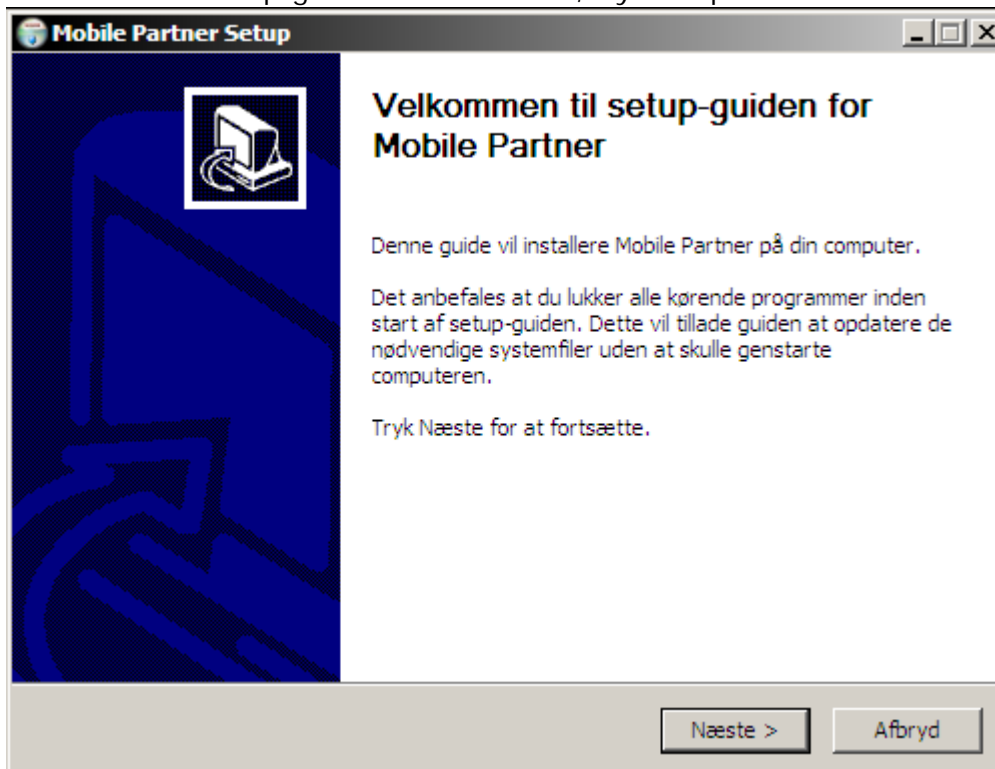 Mobile Partner Setup
Velkommen til setup-guiden for
Mobile Partner
Denne guide vil installere Mobile Partner på din computer.
Det anbefales at du lukker alle kørende programmer inden
start af setup-guiden. Dette vil tillade guiden at opdatere de
nødvendige systemfiler uden at skulle genstarte
computeren.
Tryk Næste for at fortsætte.
Næste >
Afbryd